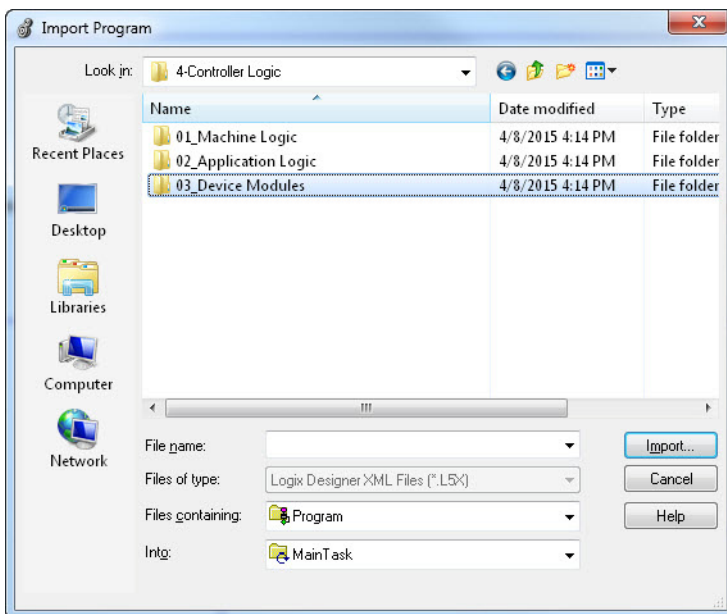 Import Program
Look in: 4-Controller Logic
Name Date modified Type
01_Machine Logic 4/8/2015 4:14 PM File folder
02_Application Logic 4/8/2015 4:14 PM File folder
03_Device Modules 4/8/2015 4:14 PM File folder
Recent Places
Desktop
Libraries
Computer
Network
File name: Import...
Files of type: Logix Designer XML Files (*.L5X) Cancel
Files containing: Program Help
Into: MainTask